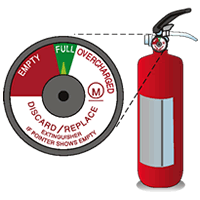 EMPTY
FULL
OVERCHARGED
M
DISCARD/REPLACE
EXTINGUISHER
IF POINTER SHOWS EMPTY